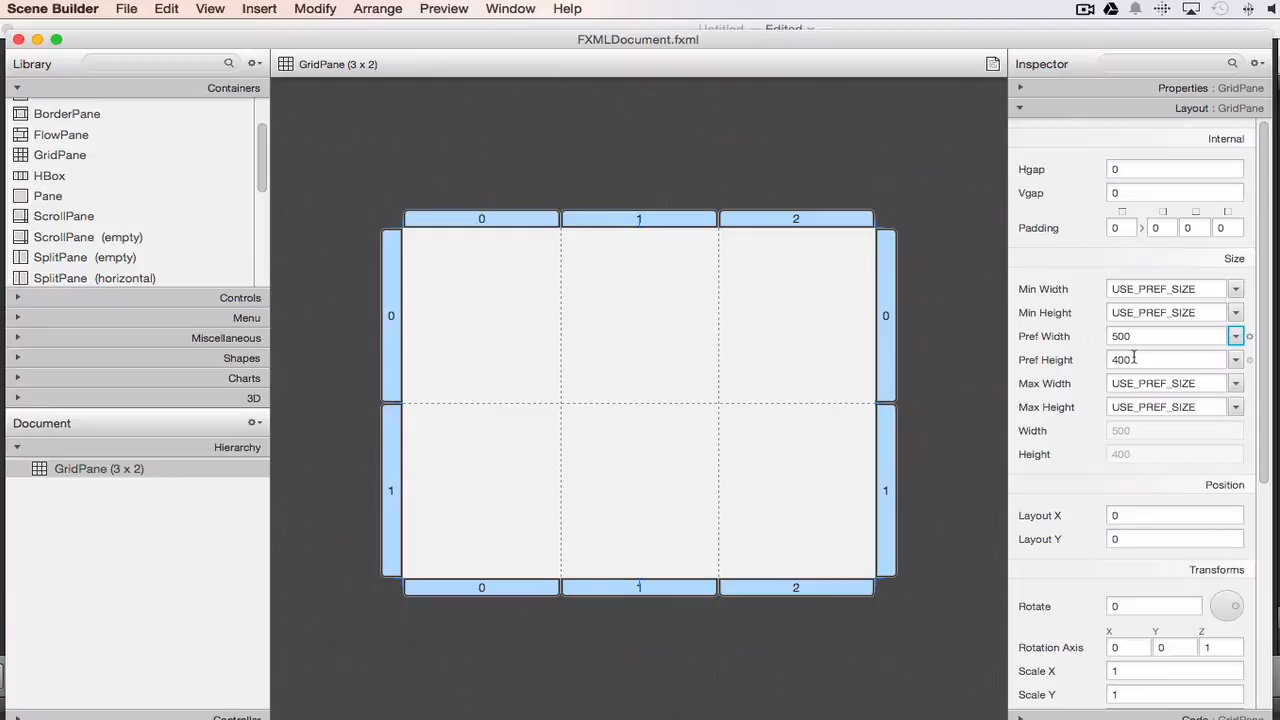 Scene Builder File Edit View Insert Modify Arrange Preview Window Help
Untitled — Edited
FXMLDocument.fxml
Library
GridPane (3 x 2)
Inspector
Containers
BorderPane
FlowPane
GridPane
HBox
Pane
ScrollPane
ScrollPane (empty)
SplitPane (empty)
SplitPane (horizontal)
Controls
Menu
Miscellaneous
Shapes
Charts
3D
Document
Hierarchy
GridPane (3 x 2)
Controller
0 1 2
0 0
1 1
0 1 2
Properties : GridPane
Layout : GridPane
Internal
Hgap 0
Vgap 0
Padding 0 > 0 0 0
Size
Min Width USE_PREF_SIZE
Min Height USE_PREF_SIZE
Pref Width 500
Pref Height 400
Max Width USE_PREF_SIZE
Max Height USE_PREF_SIZE
Width 500
Height 400
Position
Layout X 0
Layout Y 0
Transforms
Rotate 0
X Y Z
Rotation Axis 0 0 1
Scale X 1
Scale Y 1
Code : GridPane